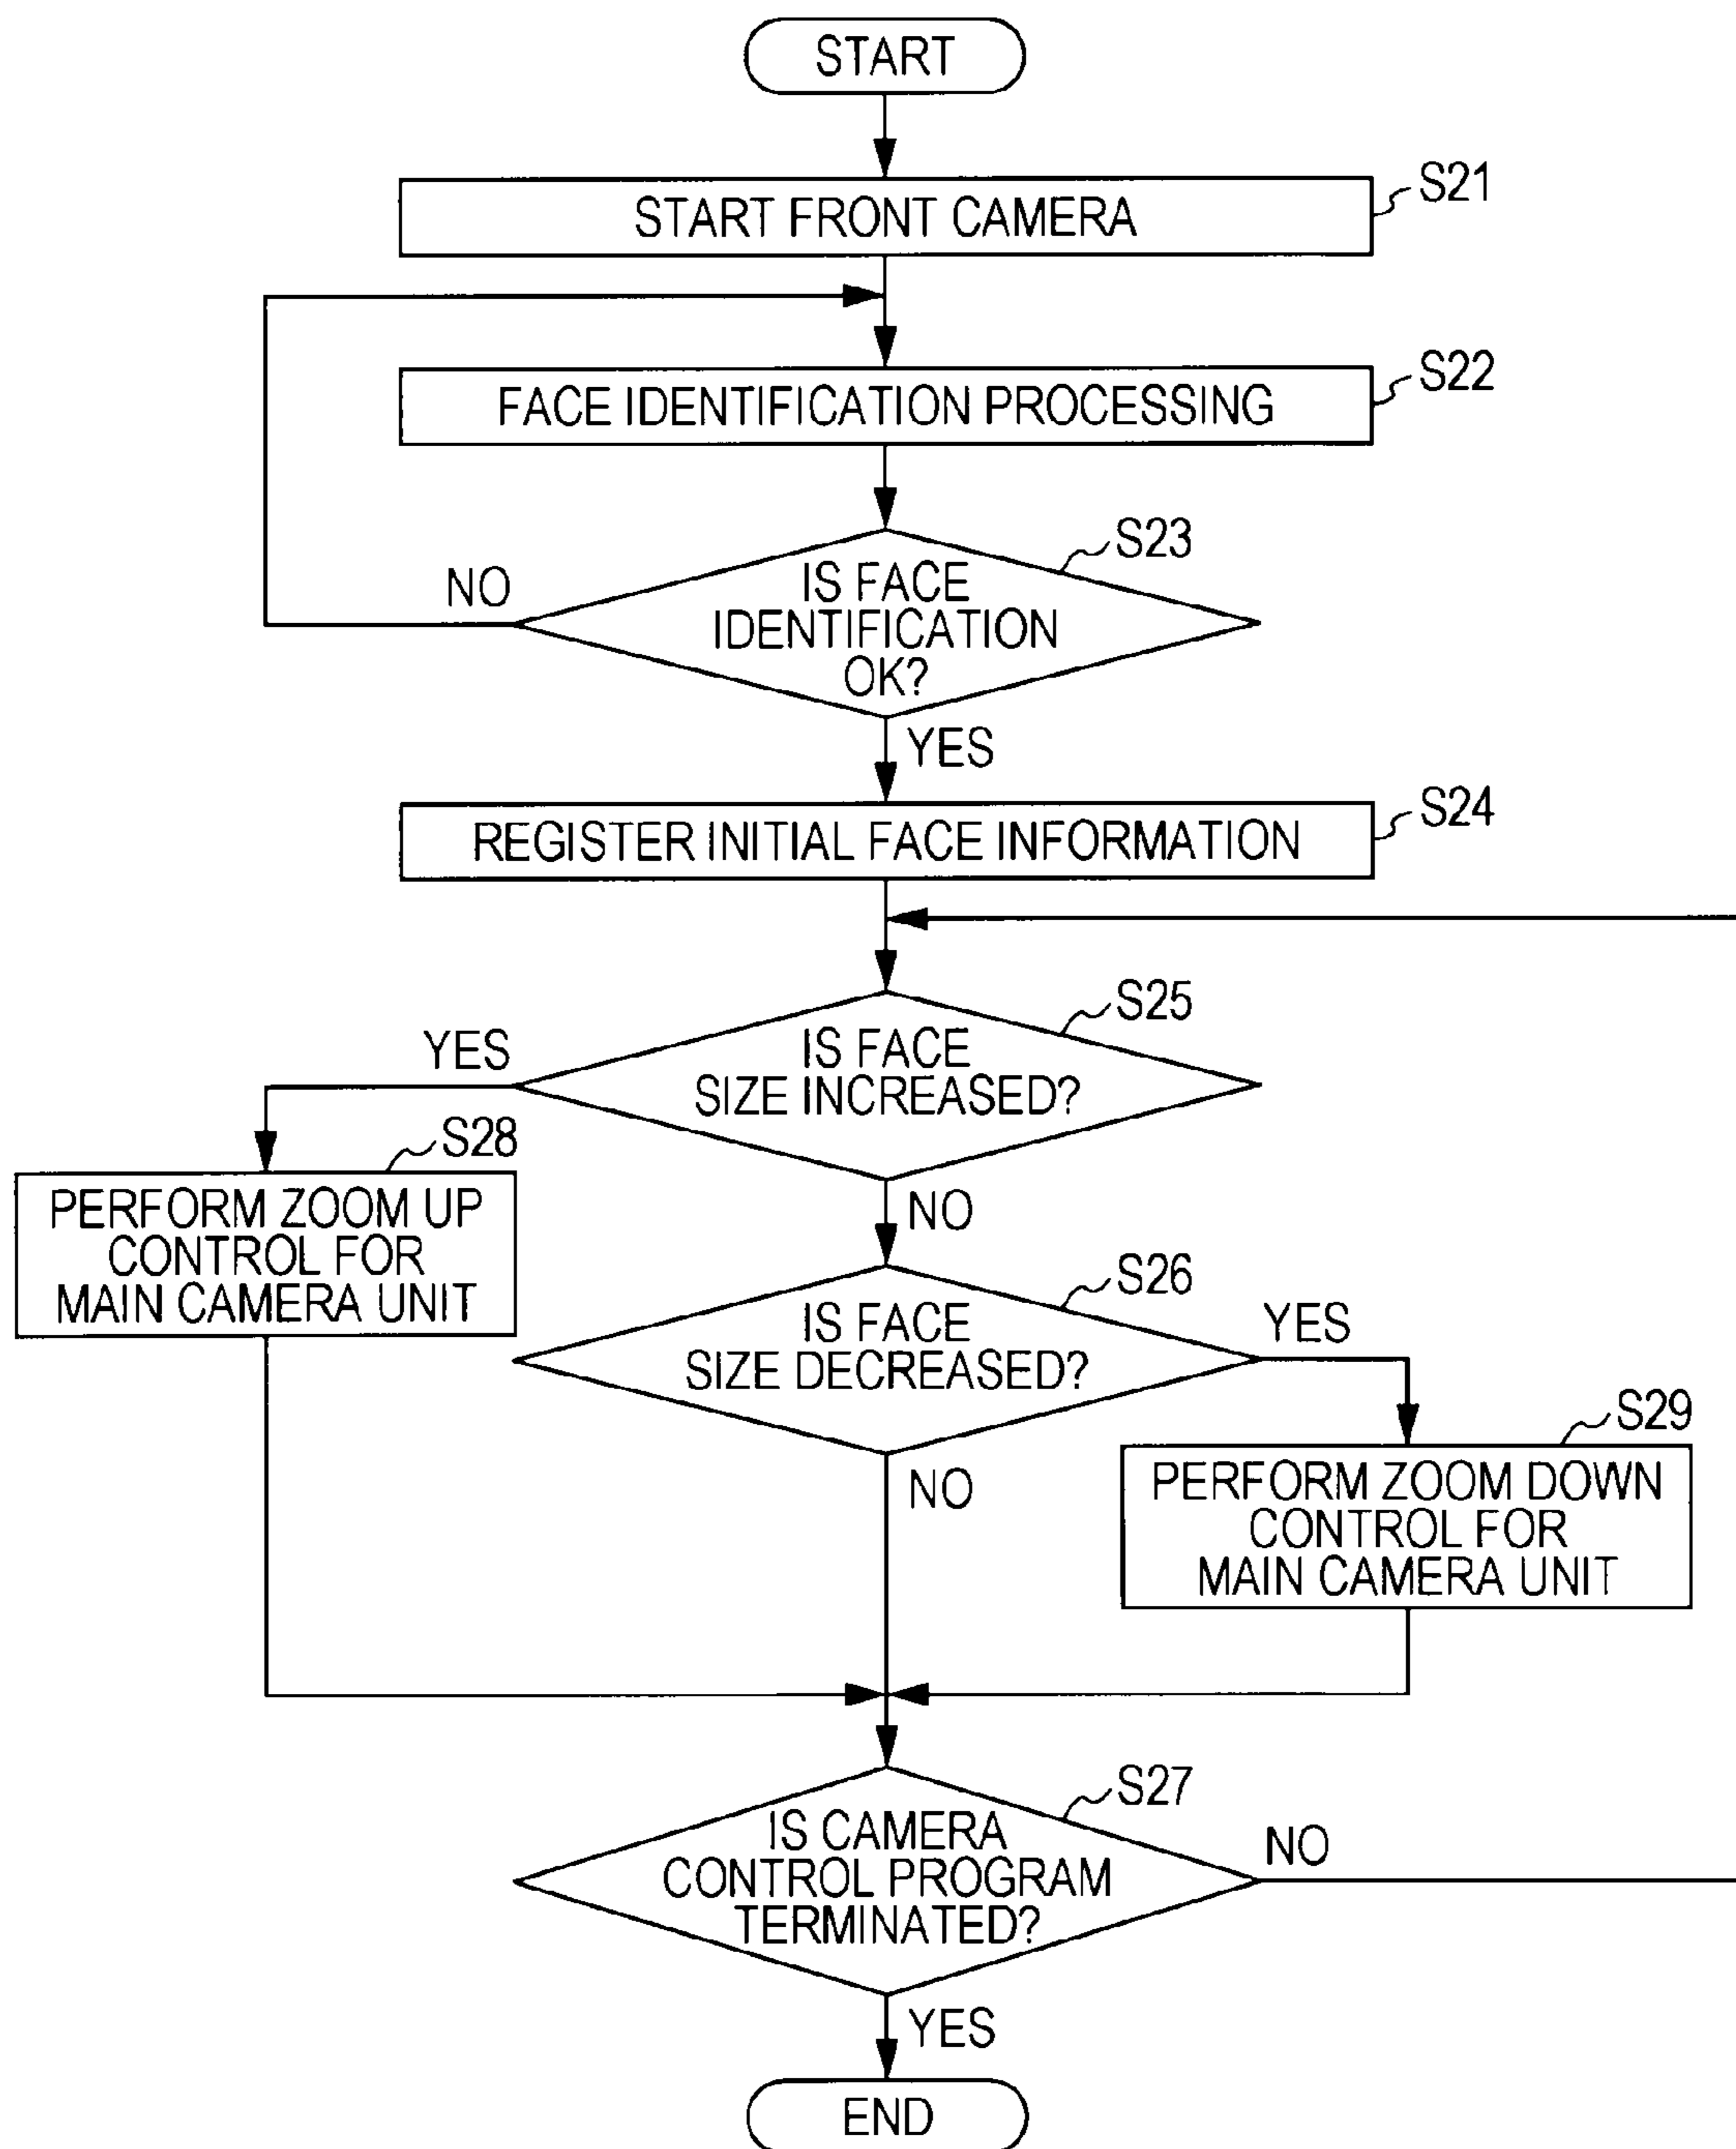 START
S21
START FRONT CAMERA
S22
FACE IDENTIFICATION PROCESSING
S23
IS FACE
IDENTIFICATION
OK?
NO
YES
S24
REGISTER INITIAL FACE INFORMATION
S25
IS FACE
SIZE INCREASED?
YES
NO
S28
PERFORM ZOOM UP
CONTROL FOR
MAIN CAMERA UNIT
S26
IS FACE
SIZE DECREASED?
YES
NO
S29
PERFORM ZOOM DOWN
CONTROL FOR
MAIN CAMERA UNIT
S27
IS CAMERA
CONTROL PROGRAM
TERMINATED?
NO
YES
END